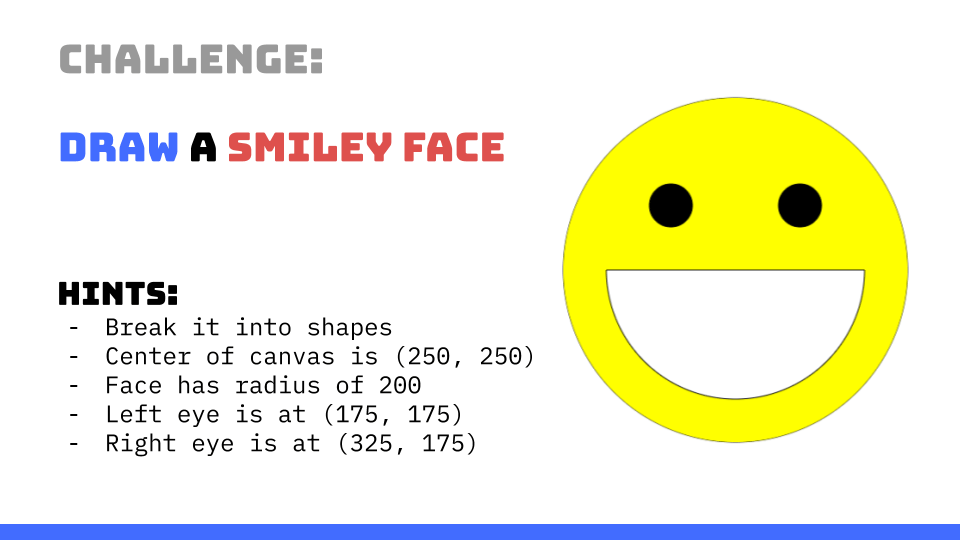 CHALLENGE:
DRAW A SMILEY FACE
HINTS:
- Break it into shapes
- Center of canvas is (250, 250)
- Face has radius of 200
- Left eye is at (175, 175)
- Right eye is at (325, 175)